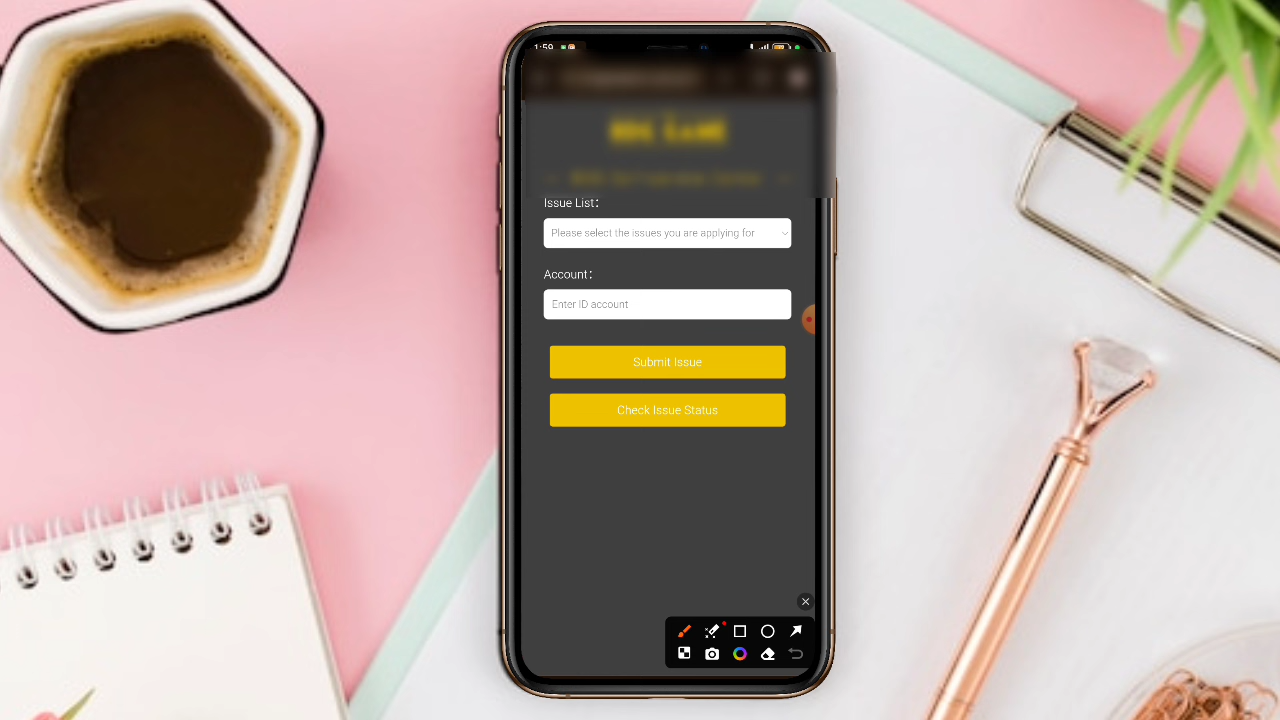 1:59
Issue List:
Please select the issues you are applying for
Account:
Enter ID account
Submit Issue
Check Issue Status